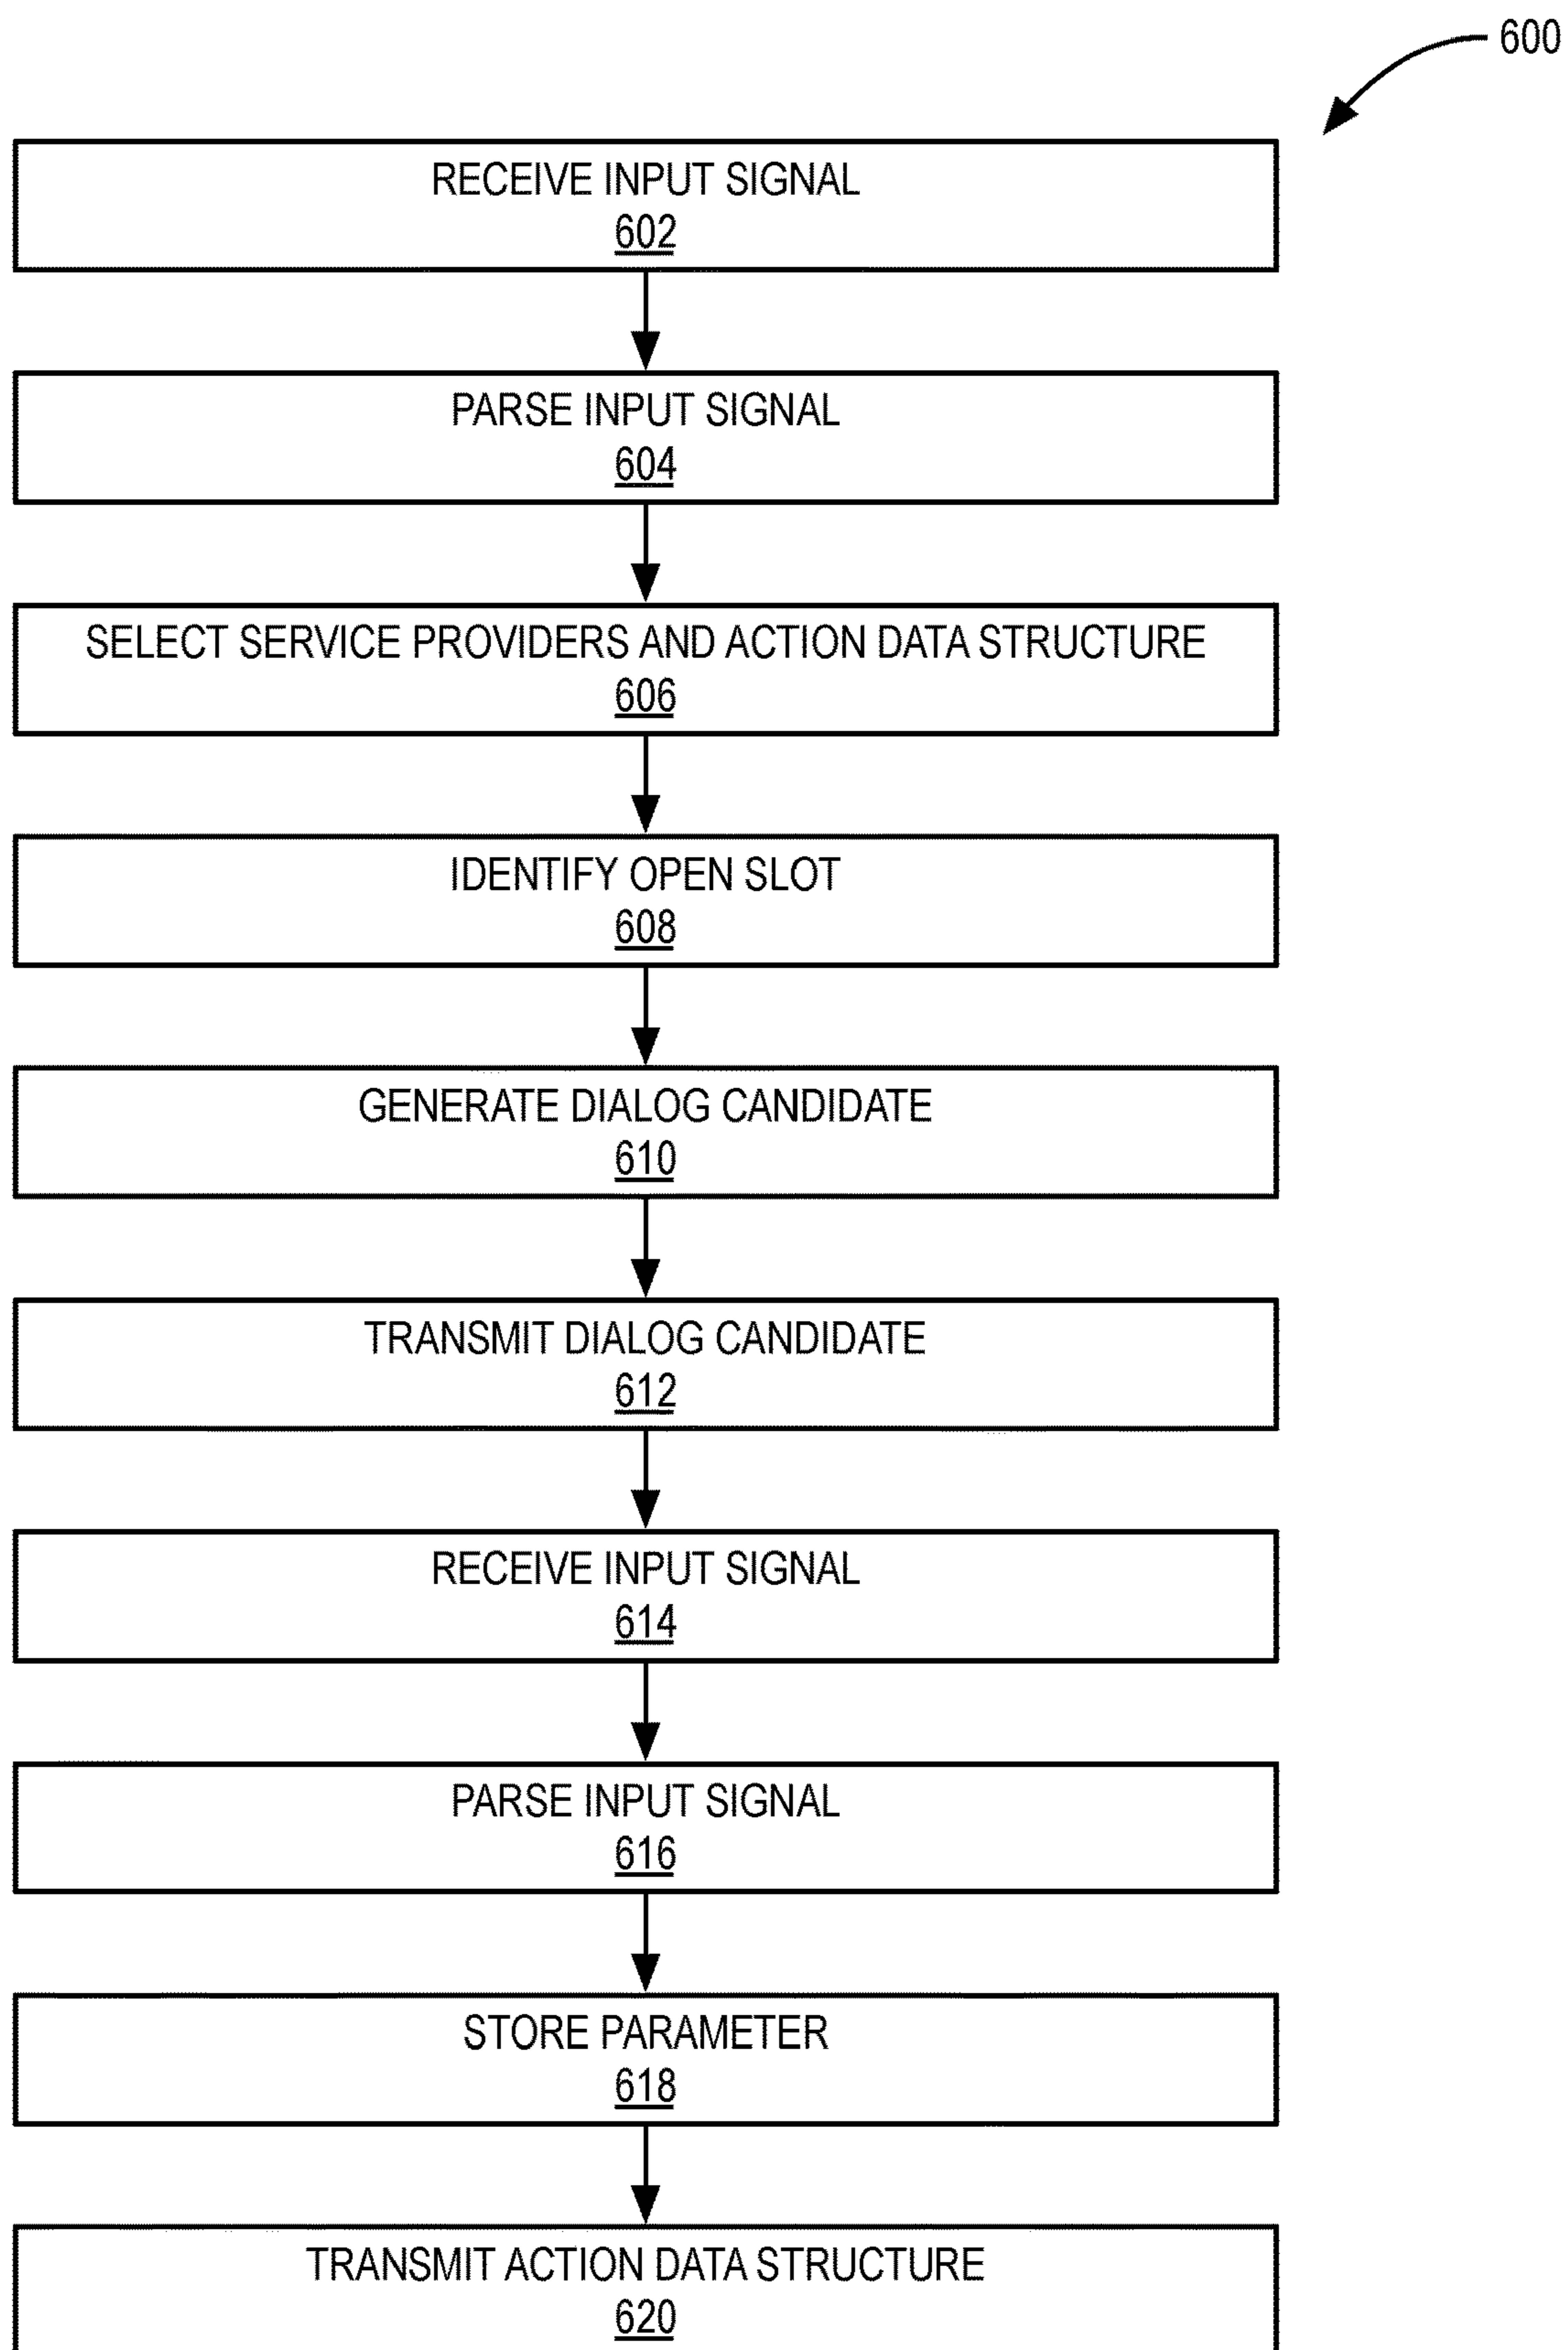 600
RECEIVE INPUT SIGNAL
602
PARSE INPUT SIGNAL
604
SELECT SERVICE PROVIDERS AND ACTION DATA STRUCTURE
606
IDENTIFY OPEN SLOT
608
GENERATE DIALOG CANDIDATE
610
TRANSMIT DIALOG CANDIDATE
612
RECEIVE INPUT SIGNAL
614
PARSE INPUT SIGNAL
616
STORE PARAMETER
618
TRANSMIT ACTION DATA STRUCTURE
620